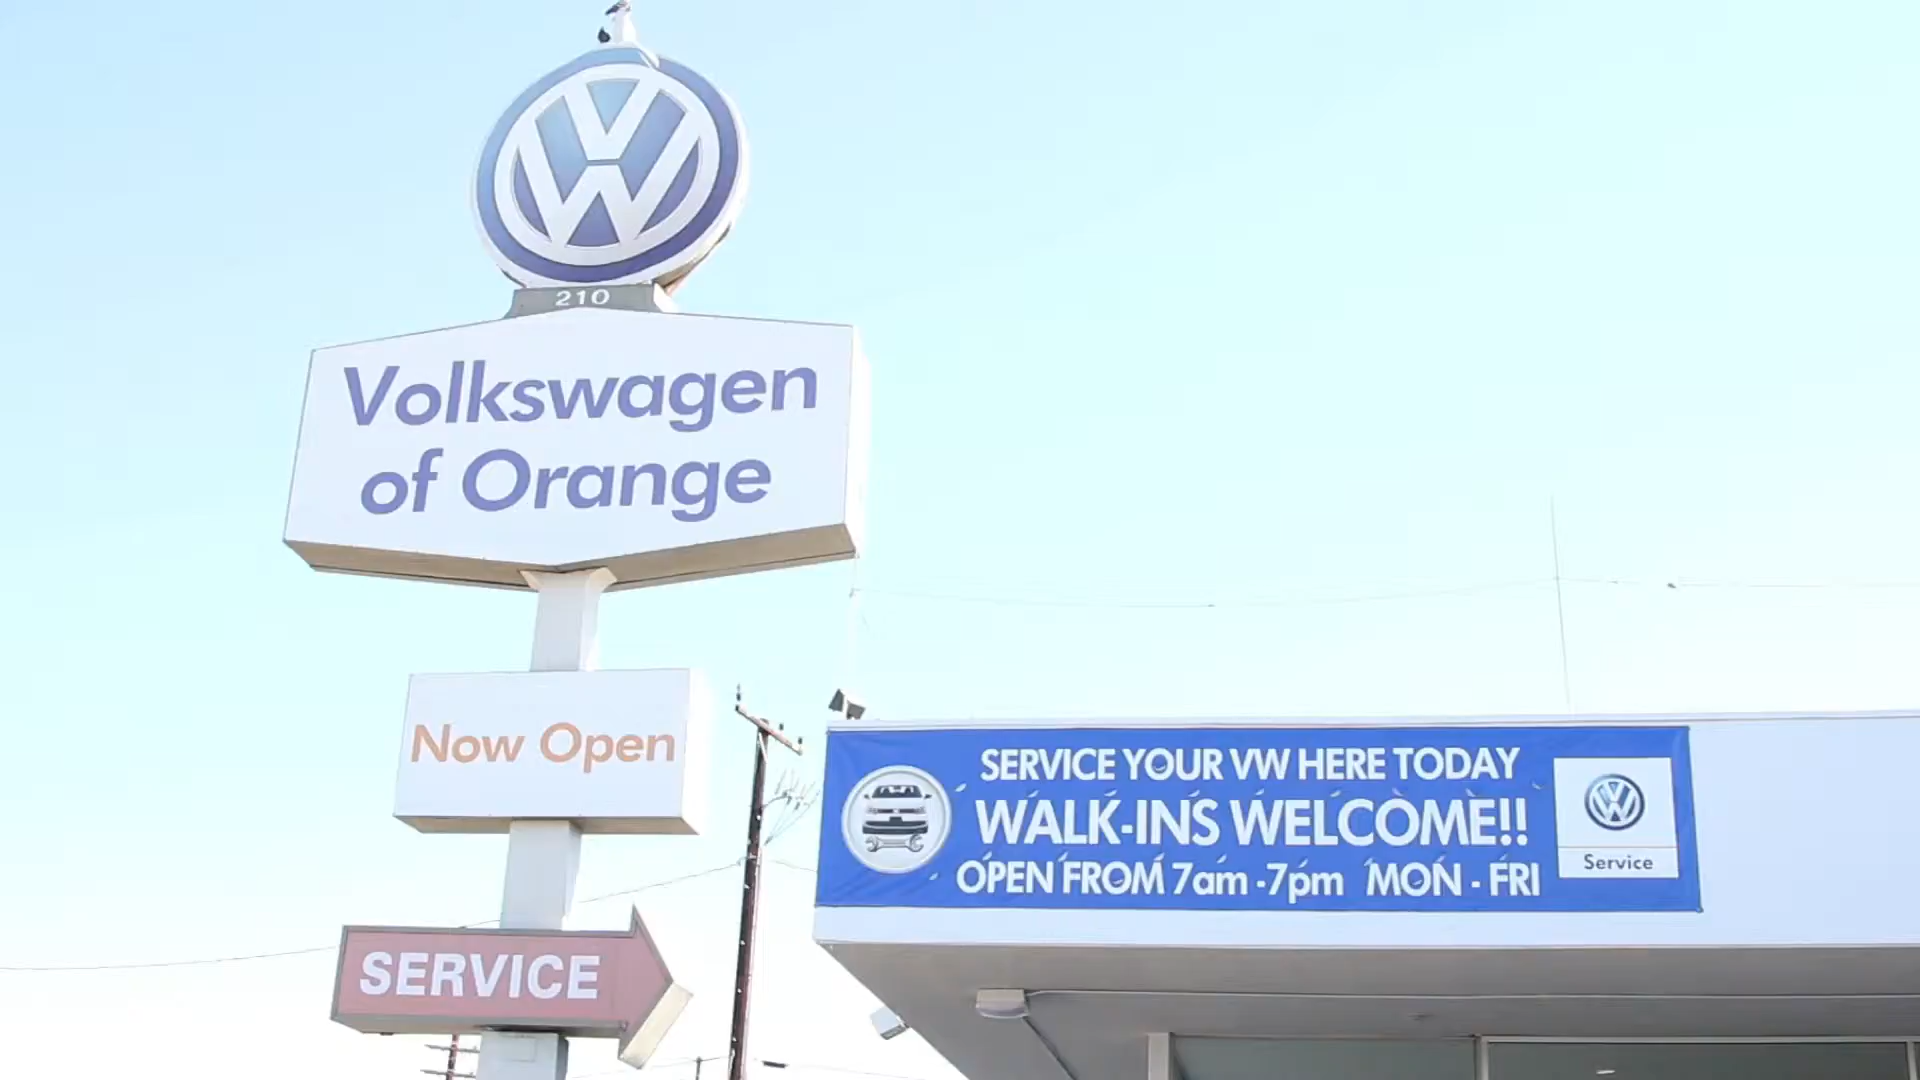 210
Volkswagen
of Orange
Now Open
SERVICE
SERVICE YOUR VW HERE TODAY
WALK-INS WELCOME!!
OPEN FROM 7am -7pm MON - FRI
Service